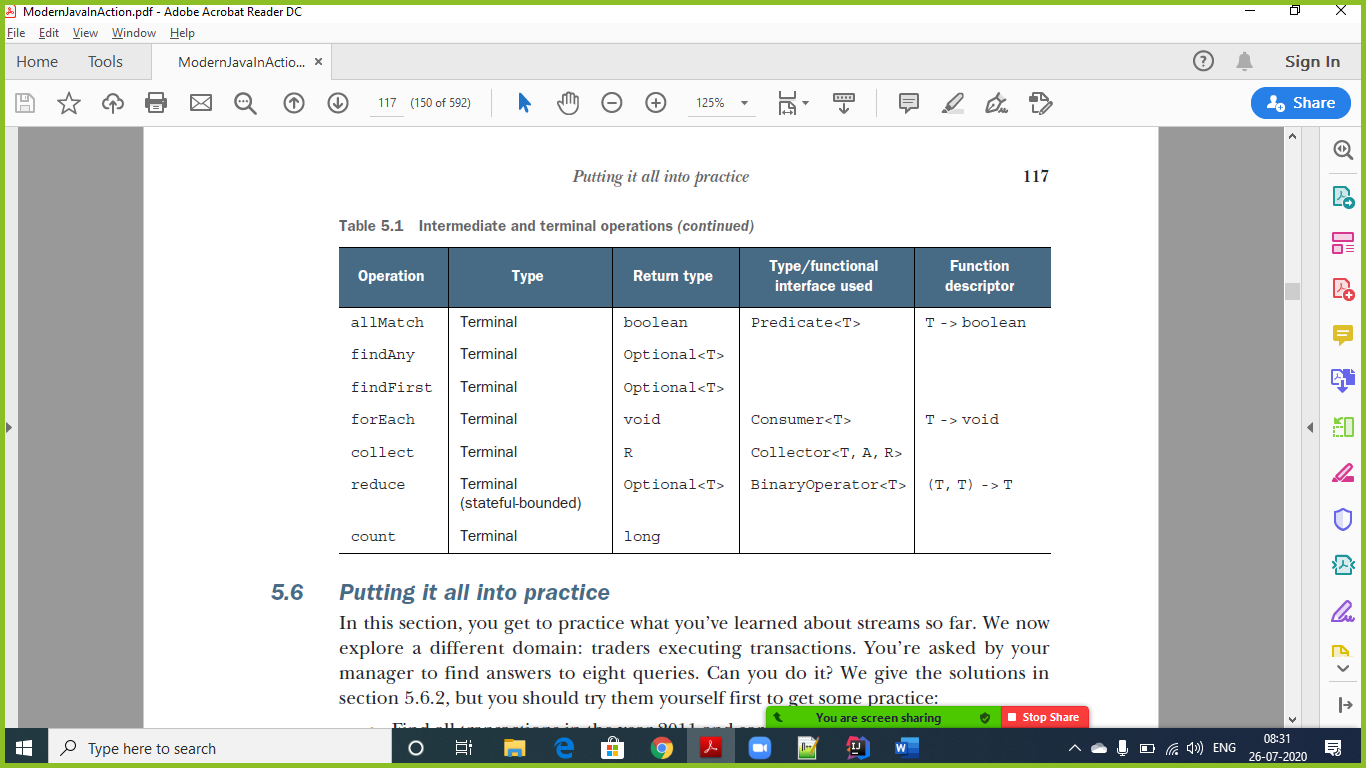 ModernJavaInAction.pdf - Adobe Acrobat Reader DC
File Edit View Window Help
Home Tools ModernJavaInActio... × Sign In
117 (150 of 592) 125% Share
Putting it all into practice 117
Table 5.1 Intermediate and terminal operations (continued)
Operation Type Return type Type/functional interface used Function descriptor
allMatch Terminal boolean Predicate<T> T -> boolean
findAny Terminal Optional<T>
findFirst Terminal Optional<T>
forEach Terminal void Consumer<T> T -> void
collect Terminal R Collector<T, A, R>
reduce Terminal (stateful-bounded) Optional<T> BinaryOperator<T> (T, T) -> T
count Terminal long
5.6 Putting it all into practice
In this section, you get to practice what you've learned about streams so far. We now
explore a different domain: traders executing transactions. You're asked by your
manager to find answers to eight queries. Can you do it? We give the solutions in
section 5.6.2, but you should try them yourself first to get some practice:
Find all transactions in the year 2011 and
You are screen sharing Stop Share
Type here to search ENG 08:31
26-07-2020